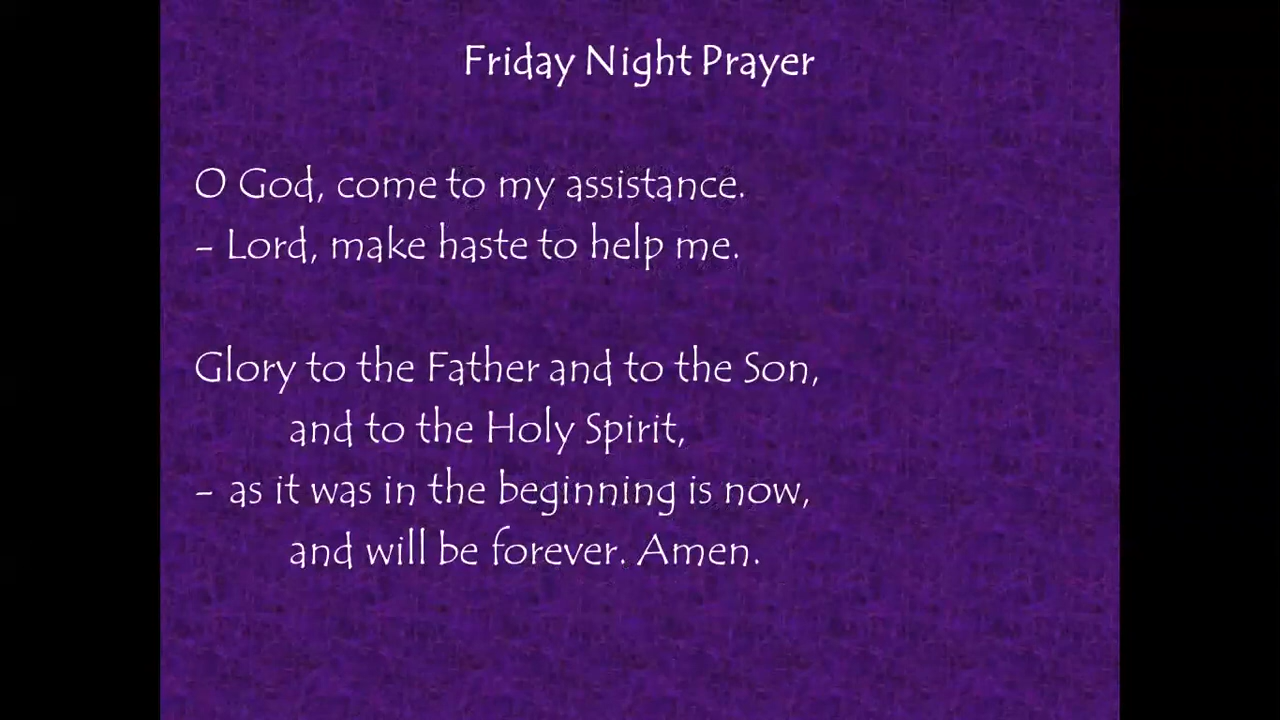 Friday Night Prayer
O God, come to my assistance.
- Lord, make haste to help me.
Glory to the Father and to the Son,
and to the Holy Spirit,
- as it was in the beginning is now,
and will be forever. Amen.